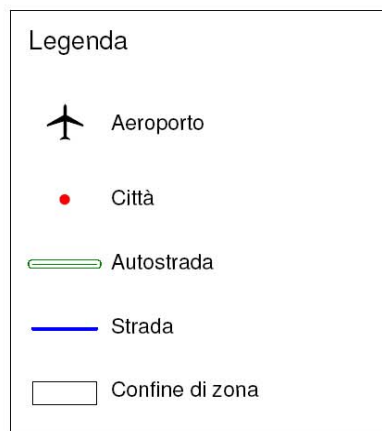 Legenda
Aeroporto
Città
Autostrada
Strada
Confine di zona